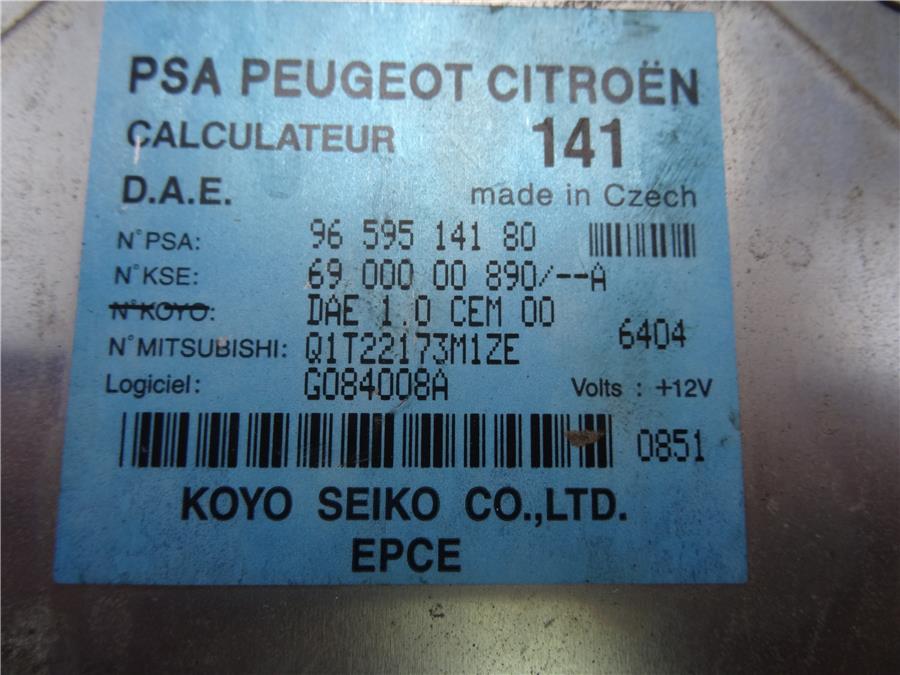 PSA PEUGEOT CITROËN
CALCULATEUR 141
D.A.E. made in Czech
N°PSA: 96 595 141 80
N°KSE: 69 000 00 890/--A
N°KOYO: DAE 1.0 CEM 00
6404
N°MITSUBISHI: Q1T22173M1ZE
Logiciel: G084008A Volts : +12V
0851
KOYO SEIKO CO.,LTD.
EPCE